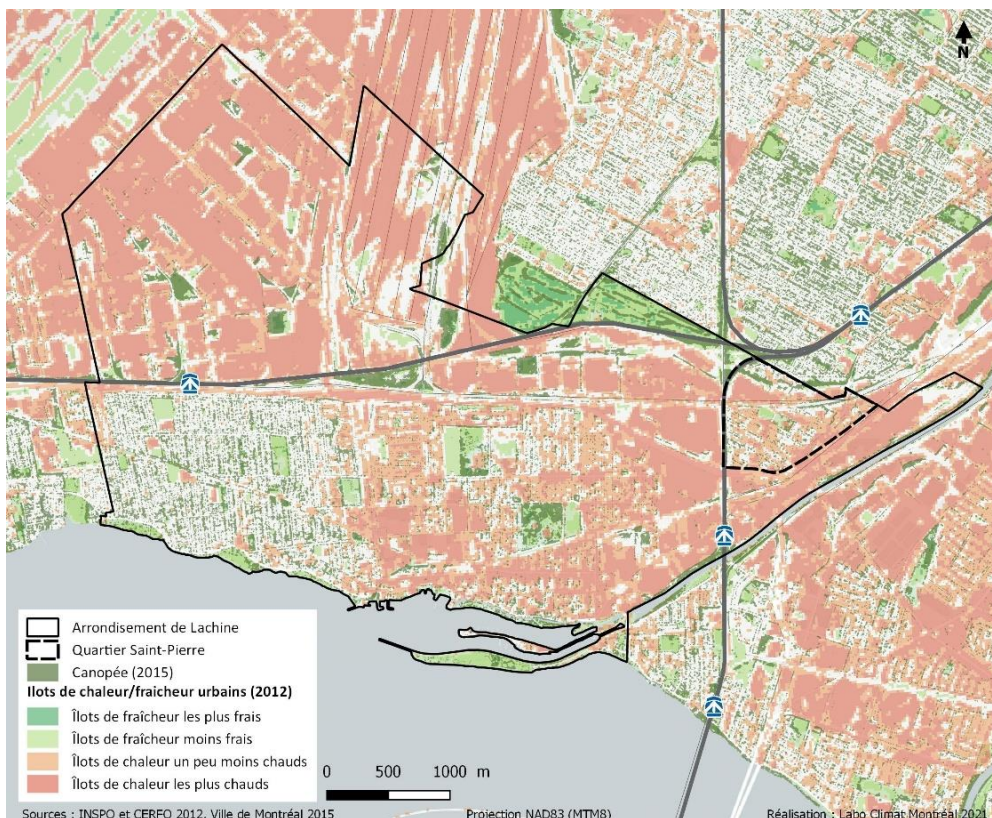 N
Arrondisement de Lachine
Quartier Saint-Pierre
Canopée (2015)
Ilots de chaleur/fraicheur urbains (2012)
Îlots de fraîcheur les plus frais
Îlots de fraîcheur moins frais
Îlots de chaleur un peu moins chauds
Îlots de chaleur les plus chauds
0 500 1000 m
Sources : INSPQ et CERFO 2012, Ville de Montréal 2015 Projection NAD83 (MTM8) Réalisation : Labo Climat Montréal 2021